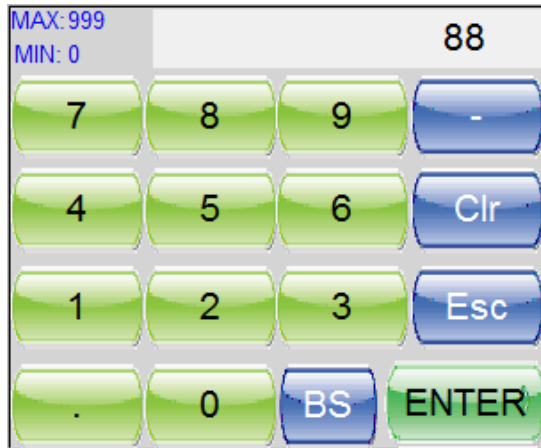 MAX:999
MIN: 0
88
7 8 9 -
4 5 6 Clr
1 2 3 Esc
. 0 BS ENTER